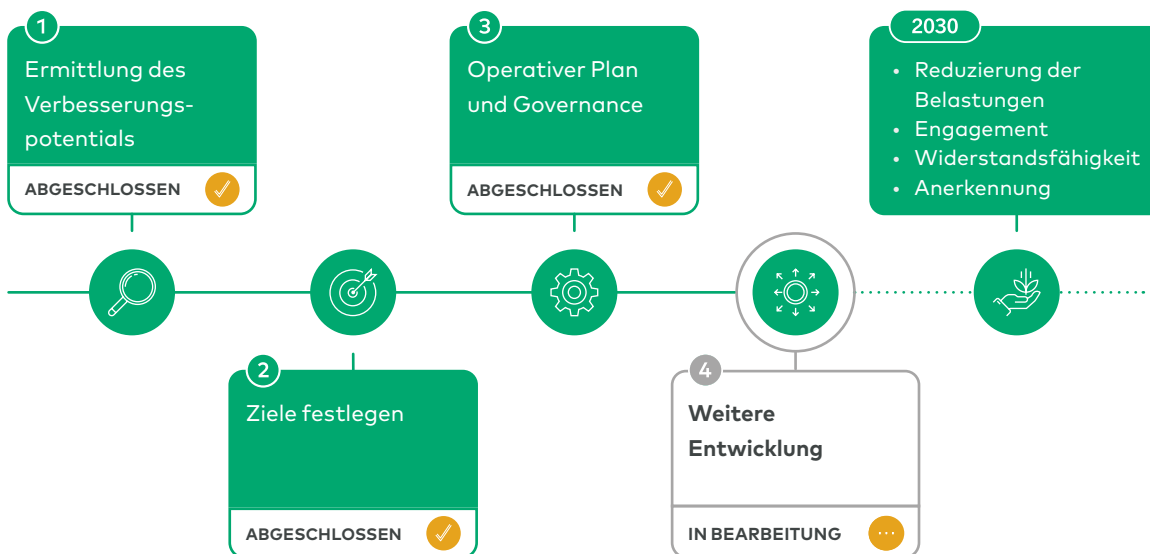 1
Ermittlung des
Verbesserungs-
potentials
ABGESCHLOSSEN
2
Ziele festlegen
ABGESCHLOSSEN
3
Operativer Plan
und Governance
ABGESCHLOSSEN
4
Weitere
Entwicklung
IN BEARBEITUNG
2030
• Reduzierung der
Belastungen
• Engagement
• Widerstandsfähigkeit
• Anerkennung